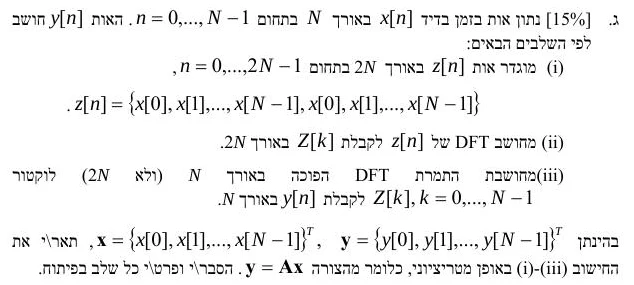 ג. [15%] נתון אות בזמן בדיד x[n] באורך N בתחום n = 0,..., N − 1. האות y[n] חושב
לפי השלבים הבאים:
(i) מוגדר אות z[n] באורך 2N בתחום n = 0,...,2N − 1,
z[n] = {x[0], x[1],..., x[N − 1], x[0], x[1],..., x[N − 1]}.
(ii) מחושב DFT של z[n] לקבלת Z[k] באורך 2N.
(iii) מחושבת התמרת DFT הפוכה באורך N (ולא 2N) לוקטור
Z[k], k = 0,..., N − 1 לקבלת y[n] באורך N.
בהינתן x = {x[0], x[1],..., x[N − 1]}^T, y = {y[0], y[1],..., y[N − 1]}^T, תאר\י את
החישוב (i)-(iii) באופן מטריציוני, כלומר מהצורה y = Ax. הסבר\י ופרט\י כל שלב בפיתוח.